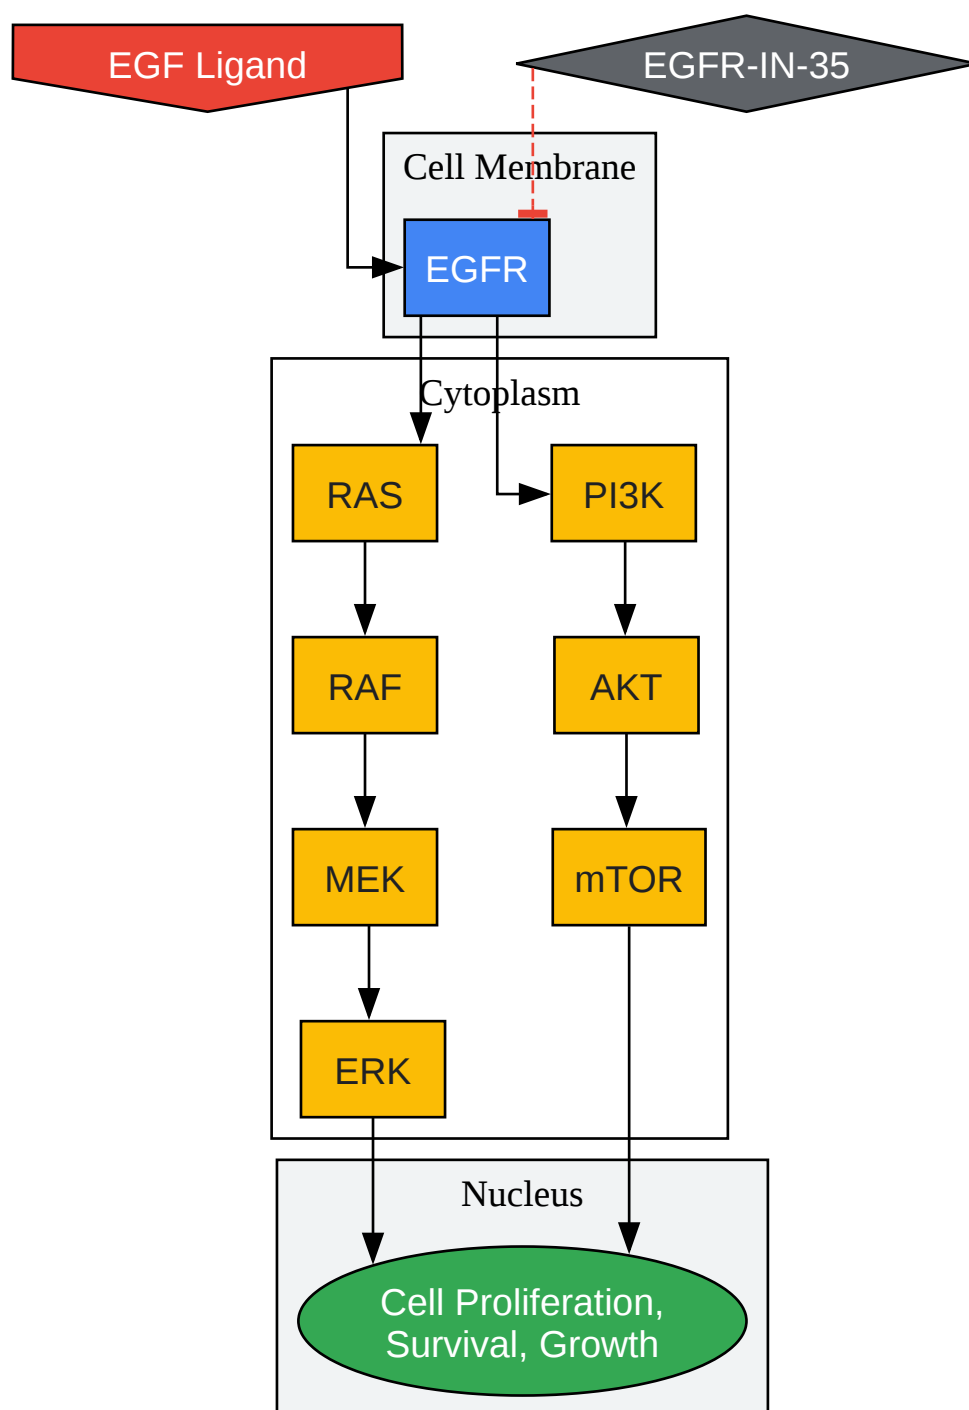 EGF Ligand
EGFR-IN-35
Cell Membrane
EGFR
Cytoplasm
RAS
PI3K
RAF
AKT
MEK
mTOR
ERK
Nucleus
Cell Proliferation,
Survival, Growth